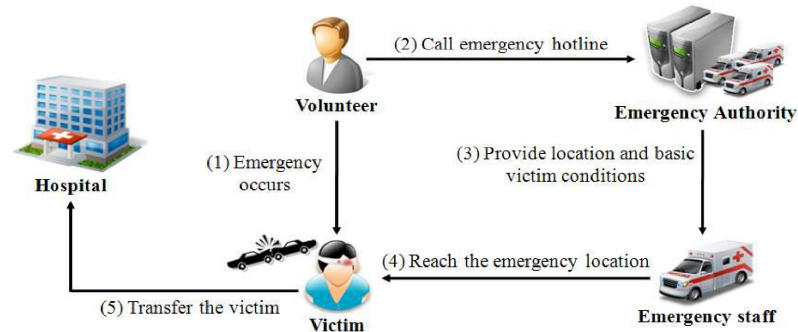 (2) Call emergency hotline
Volunteer
Emergency Authority
(1) Emergency
occurs
(3) Provide location and basic
victim conditions
Hospital
(4) Reach the emergency location
(5) Transfer the victim
Victim
Emergency staff